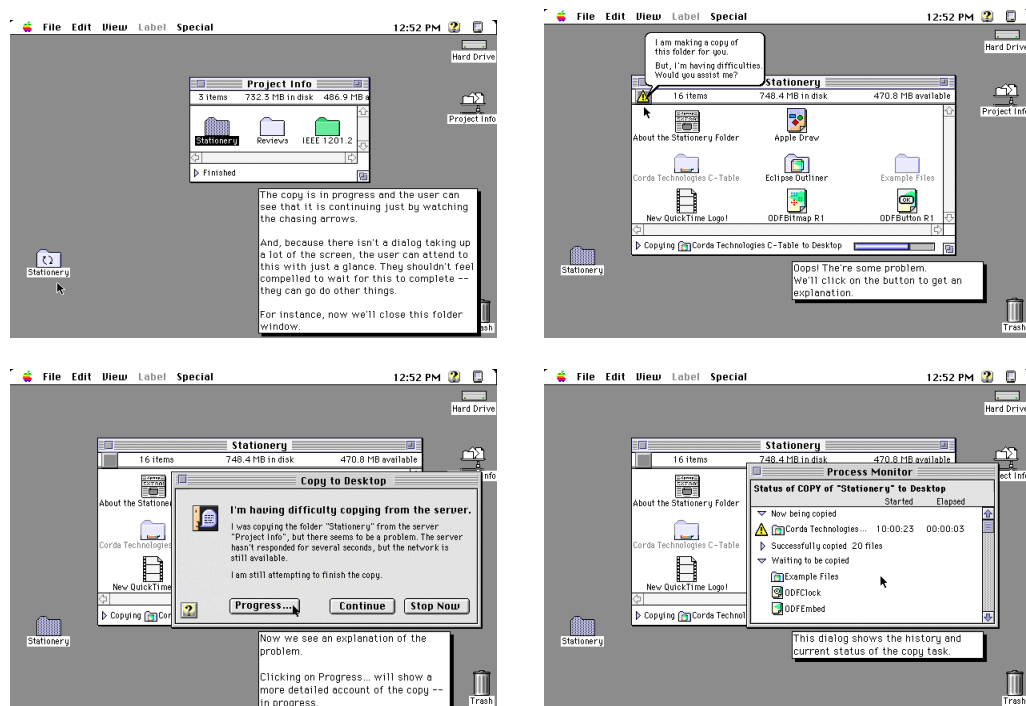 File Edit View Label Special 12:52 PM
Hard Drive
Project Info
3 items 732.3 MB in disk 486.9 MB a
Project Info
Stationery Reviews IEEE 1201.2
Finished
The copy is in progress and the user can
see that it is continuing just by watching
the chasing arrows.
And, because there isn't a dialog taking up
a lot of the screen, the user can attend to
this with just a glance. They shouldn't feel
compelled to wait for this to complete --
they can go do other things.
For instance, now we'll close this folder
window.
Stationery
ash
File Edit View Label Special 12:52 PM
I am making a copy of
this folder for you.
But, I'm having difficulties.
Would you assist me?
Hard Drive
Stationery
16 items 748.4 MB in disk 470.8 MB available
Project Info
About the Stationery Folder Apple Draw
Corda Technologies C-Table Eclipse Outliner Example Files
New QuickTime Logo! ODFBitmap R1 ODFButton R1
Copying Corda Technologies C-Table to Desktop
Stationery
Oops! The're some problem.
We'll click on the button to get an
explanation.
Trash
File Edit View Label Special 12:52 PM
Hard Drive
Stationery
16 items 748.4 MB in disk 470.8 MB available
nfo
Copy to Desktop
About the Statione
I'm having difficulty copying from the server.
I was copying the folder "Stationery" from the server
"Project Info", but there seems to be a problem. The server
hasn't responded for several seconds, but the network is
still available.
I am still attempting to finish the copy.
Corda Technologies
New QuickTime
Progress... Continue Stop Now
Copying Cor
Stationery
Now we see an explanation of the
problem.
Clicking on Progress... will show a
more detailed account of the copy --
in progress.
Trash
File Edit View Label Special 12:52 PM
Hard Drive
Stationery
16 items 748.4 MB in disk 470.8 MB available
ect Info
Process Monitor
Status of COPY of "Stationery" to Desktop
Started Elapsed
Now being copied
Corda Technologies... 10:00:23 00:00:03
Successfully copied 20 files
Waiting to be copied
Example Files
ODFClock
ODFEmbed
About the Stationery Folder
Corda Technologies C-Table
New QuickTime Logo!
Copying Corda Technol
Stationery
This dialog shows the history and
current status of the copy task.
Trash